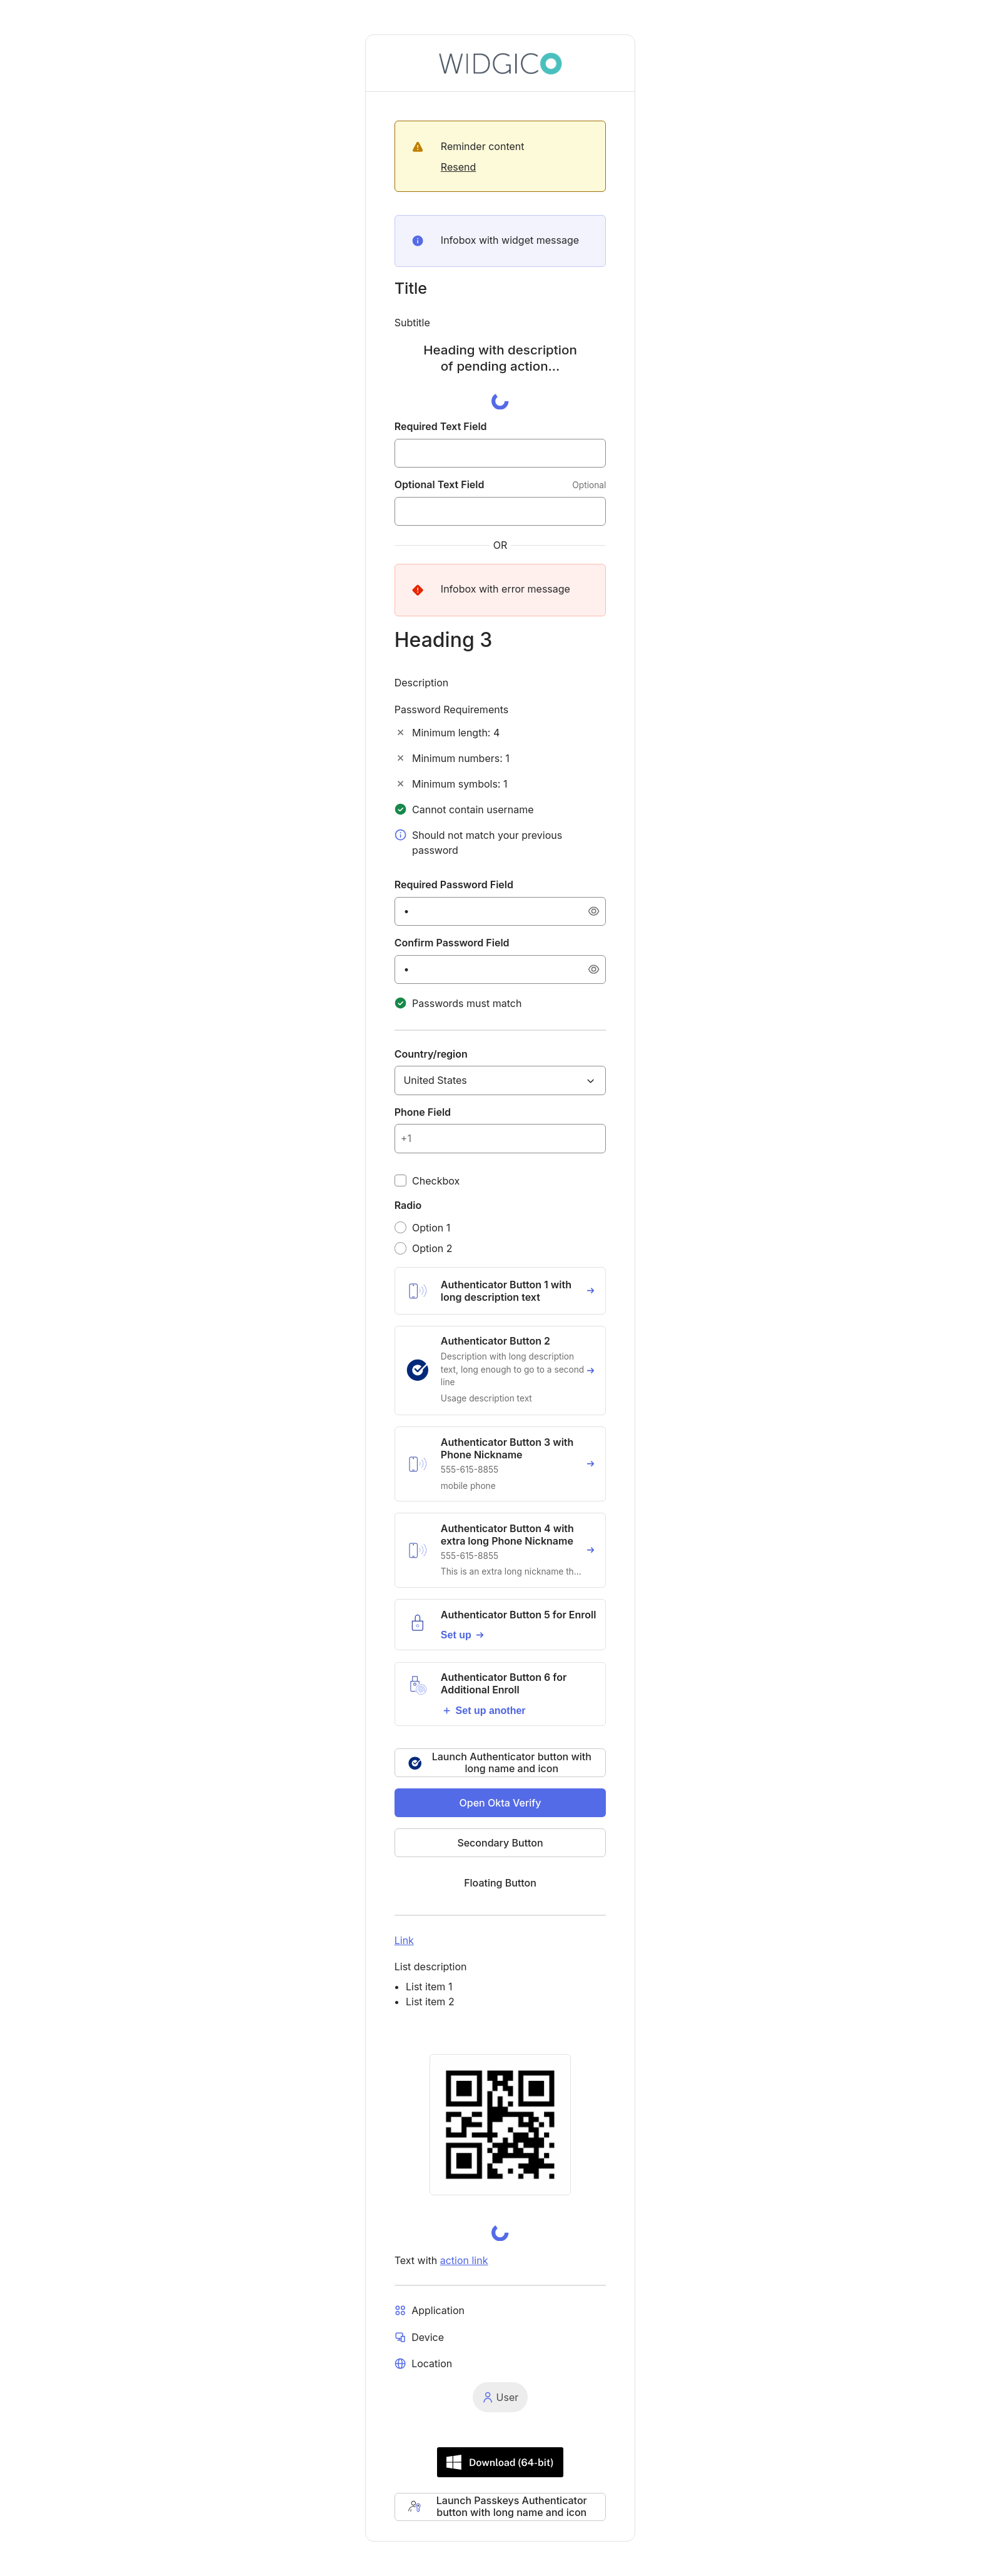 WIDGICO
Reminder content
Resend
Infobox with widget message
Title
Subtitle
Heading with description
of pending action...
Required Text Field
Optional Text Field Optional
OR
Infobox with error message
Heading 3
Description
Password Requirements
Minimum length: 4
Minimum numbers: 1
Minimum symbols: 1
Cannot contain username
Should not match your previous
password
Required Password Field
•
Confirm Password Field
•
Passwords must match
Country/region
United States
Phone Field
+1
Checkbox
Radio
Option 1
Option 2
Authenticator Button 1 with
long description text
Authenticator Button 2
Description with long description
text, long enough to go to a second
line
Usage description text
Authenticator Button 3 with
Phone Nickname
555-615-8855
mobile phone
Authenticator Button 4 with
extra long Phone Nickname
555-615-8855
This is an extra long nickname th...
Authenticator Button 5 for Enroll
Set up
Authenticator Button 6 for
Additional Enroll
+ Set up another
Launch Authenticator button with
long name and icon
Open Okta Verify
Secondary Button
Floating Button
Link
List description
• List item 1
• List item 2
Text with action link
Application
Device
Location
User
Download (64-bit)
Launch Passkeys Authenticator
button with long name and icon